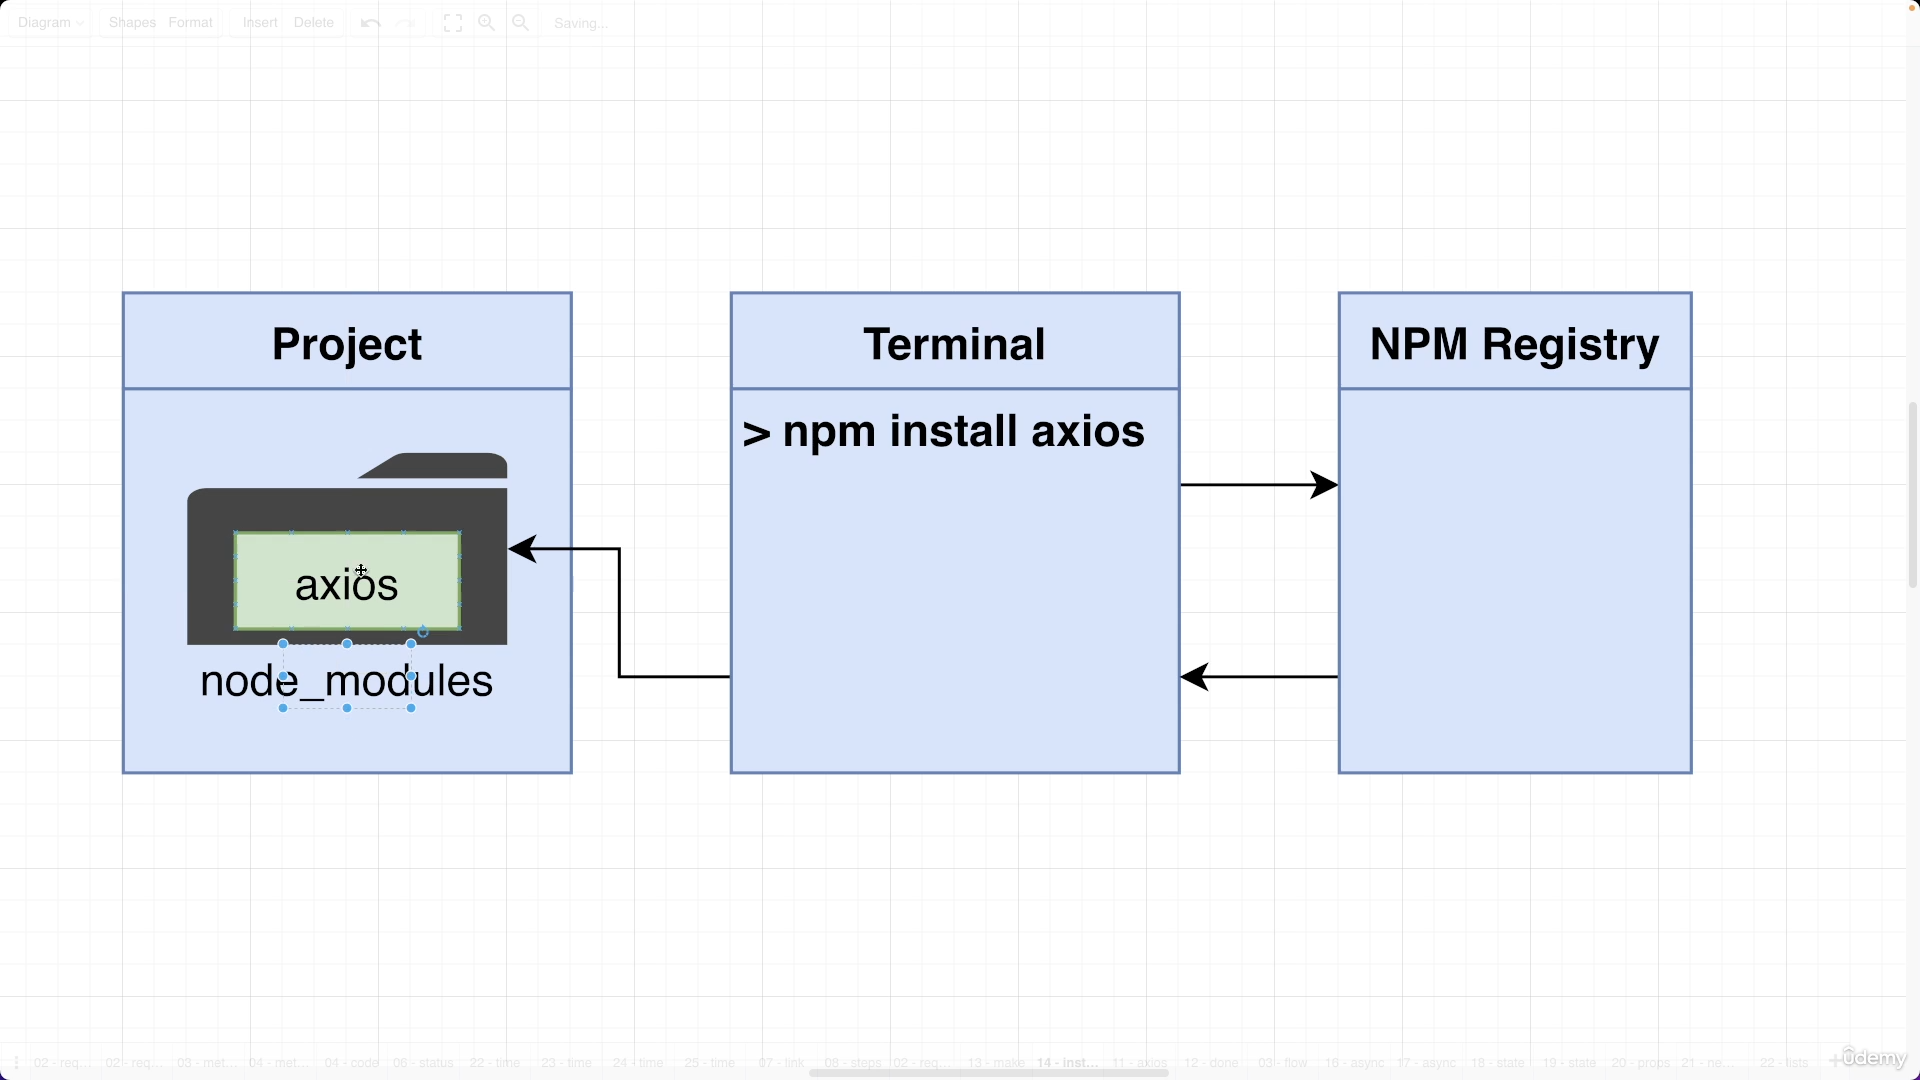 Diagram Shapes Format Insert Delete Saving...
Project
Terminal
NPM Registry
> npm install axios
axios
node_modules
02 - req... 02 - req... 03 - met... 04 - met... 04 - code 06 - status 22 - time 23 - time 24 - time 25 - time 07 - link 08 - steps 02 - req... 13 - make 14 - inst... 11 - axios 12 - done 03 - flow 16 - async 17 - async 18 - state 19 - state 20 - props 21 - ne... 22 - lists
ûdemy